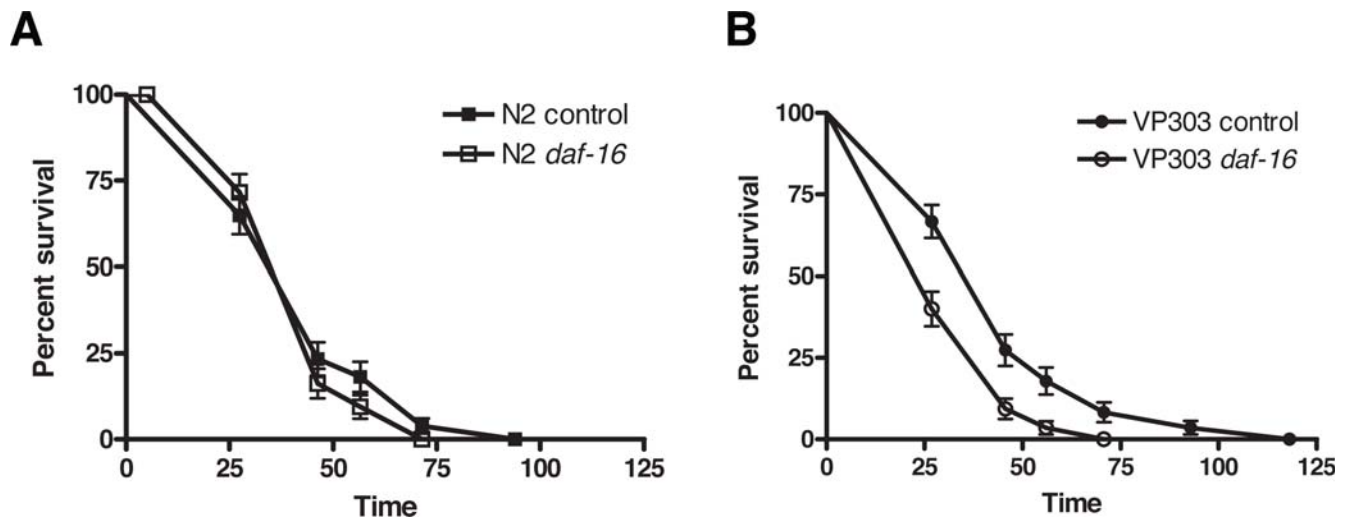 A
B
N2 control
N2 daf-16
VP303 control
VP303 daf-16
Percent survival
100
75
50
25
0
0 25 50 75 100 125
Time
Percent survival
100
75
50
25
0
0 25 50 75 100 125
Time